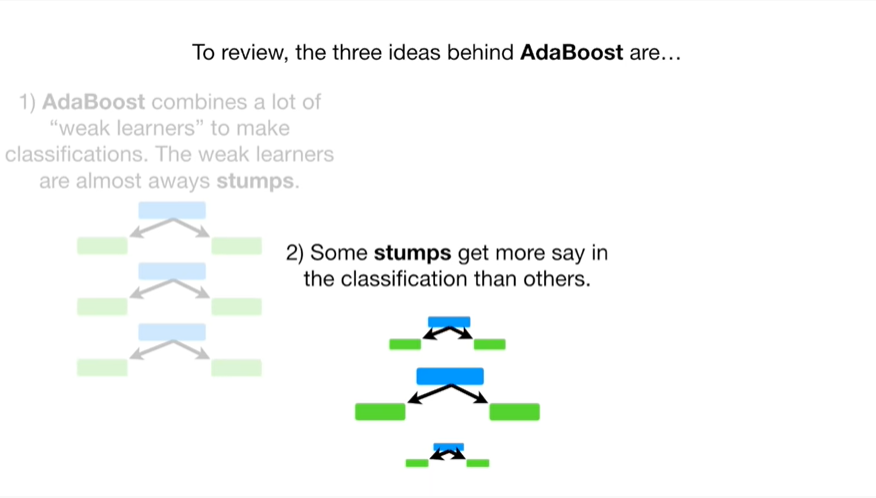 To review, the three ideas behind AdaBoost are…
1) AdaBoost combines a lot of
“weak learners” to make
classifications. The weak learners
are almost aways stumps.
2) Some stumps get more say in
the classification than others.